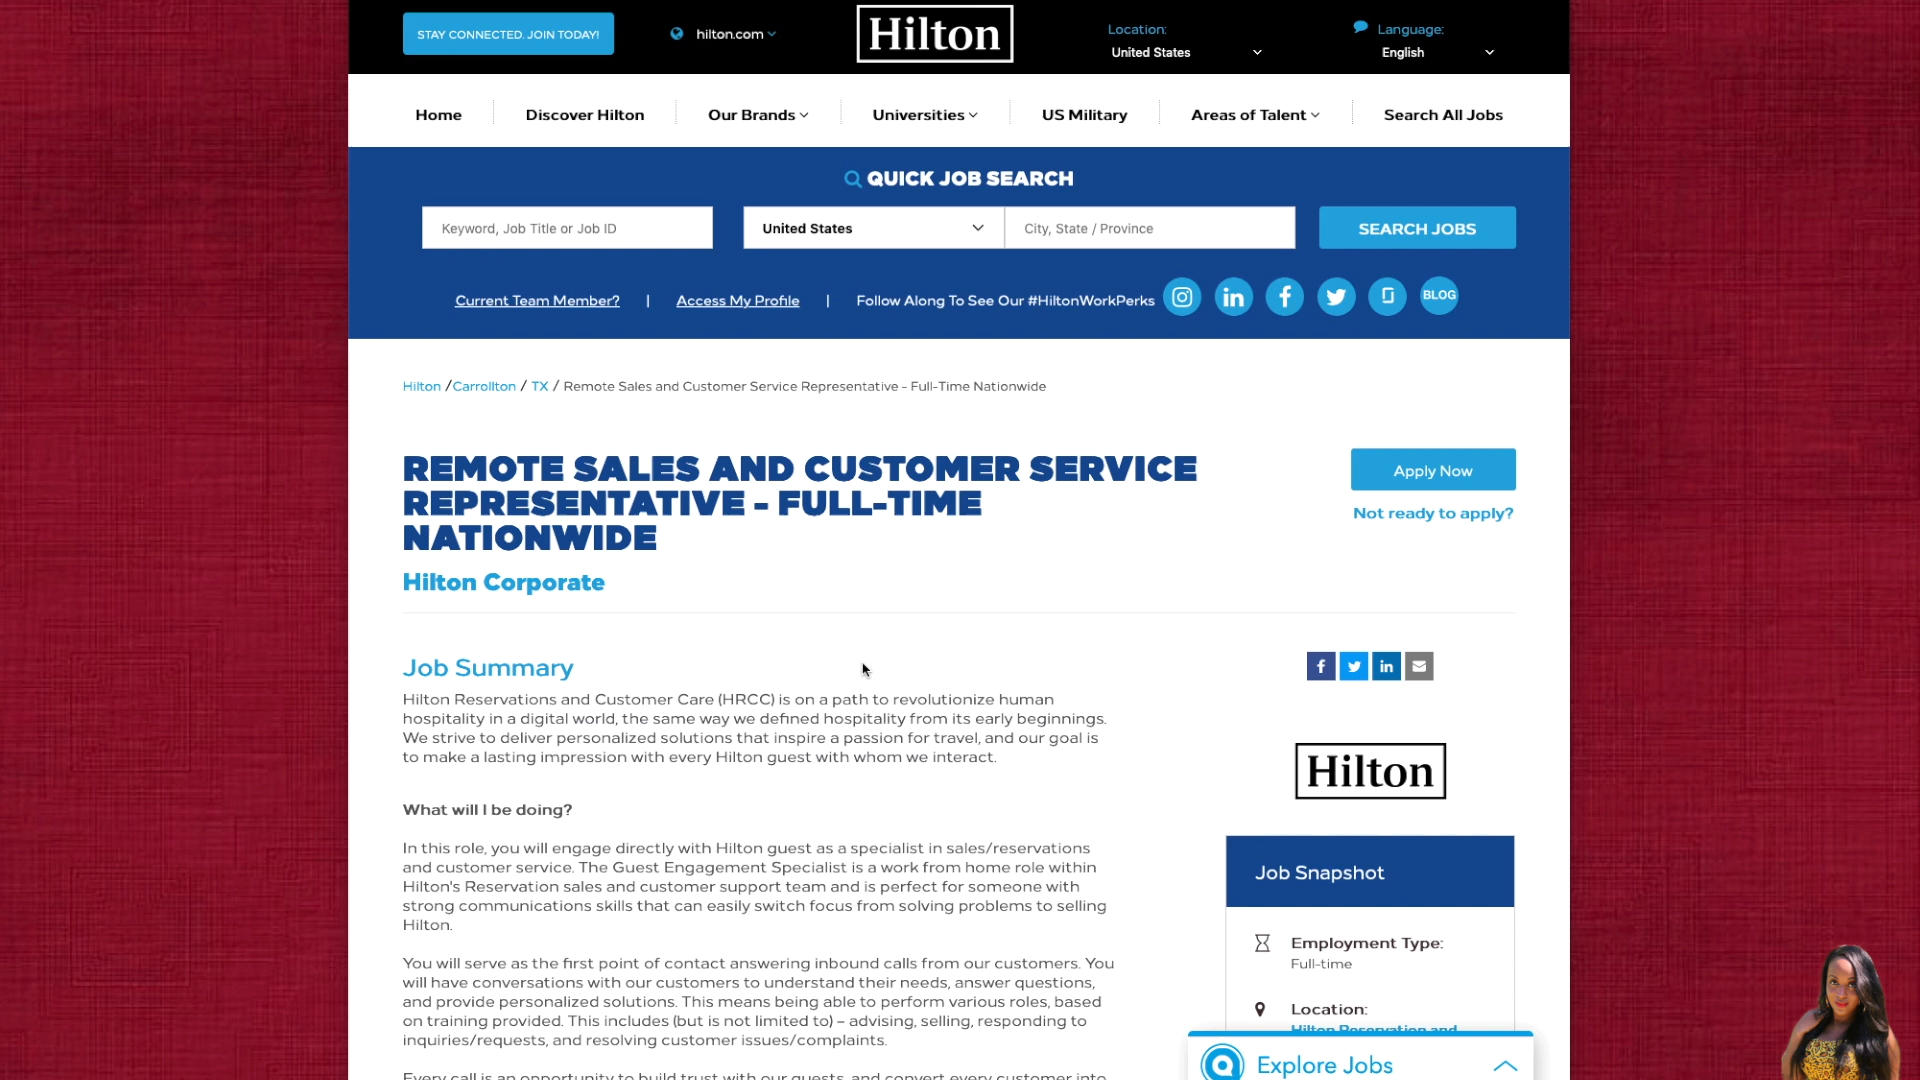 STAY CONNECTED. JOIN TODAY!
hilton.com
Hilton
Location:
United States
Language:
English
Home
Discover Hilton
Our Brands
Universities
US Military
Areas of Talent
Search All Jobs
QUICK JOB SEARCH
Keyword, Job Title or Job ID
United States
City, State / Province
SEARCH JOBS
Current Team Member?
|
Access My Profile
|
Follow Along To See Our #HiltonWorkPerks
BLOG
Hilton / Carrollton / TX / Remote Sales and Customer Service Representative - Full-Time Nationwide
REMOTE SALES AND CUSTOMER SERVICE
REPRESENTATIVE - FULL-TIME
NATIONWIDE
Apply Now
Not ready to apply?
Hilton Corporate
Job Summary
Hilton Reservations and Customer Care (HRCC) is on a path to revolutionize human
hospitality in a digital world, the same way we defined hospitality from its early beginnings.
We strive to deliver personalized solutions that inspire a passion for travel, and our goal is
to make a lasting impression with every Hilton guest with whom we interact.
What will I be doing?
In this role, you will engage directly with Hilton guest as a specialist in sales/reservations
and customer service. The Guest Engagement Specialist is a work from home role within
Hilton's Reservation sales and customer support team and is perfect for someone with
strong communications skills that can easily switch focus from solving problems to selling
Hilton.
You will serve as the first point of contact answering inbound calls from our customers. You
will have conversations with our customers to understand their needs, answer questions,
and provide personalized solutions. This means being able to perform various roles, based
on training provided. This includes (but is not limited to) – advising, selling, responding to
inquiries/requests, and resolving customer issues/complaints.
Every call is an opportunity to build trust with our guests, and convert every customer into
Hilton
Job Snapshot
Employment Type:
Full-time
Location:
Hilton Reservation and
Explore Jobs